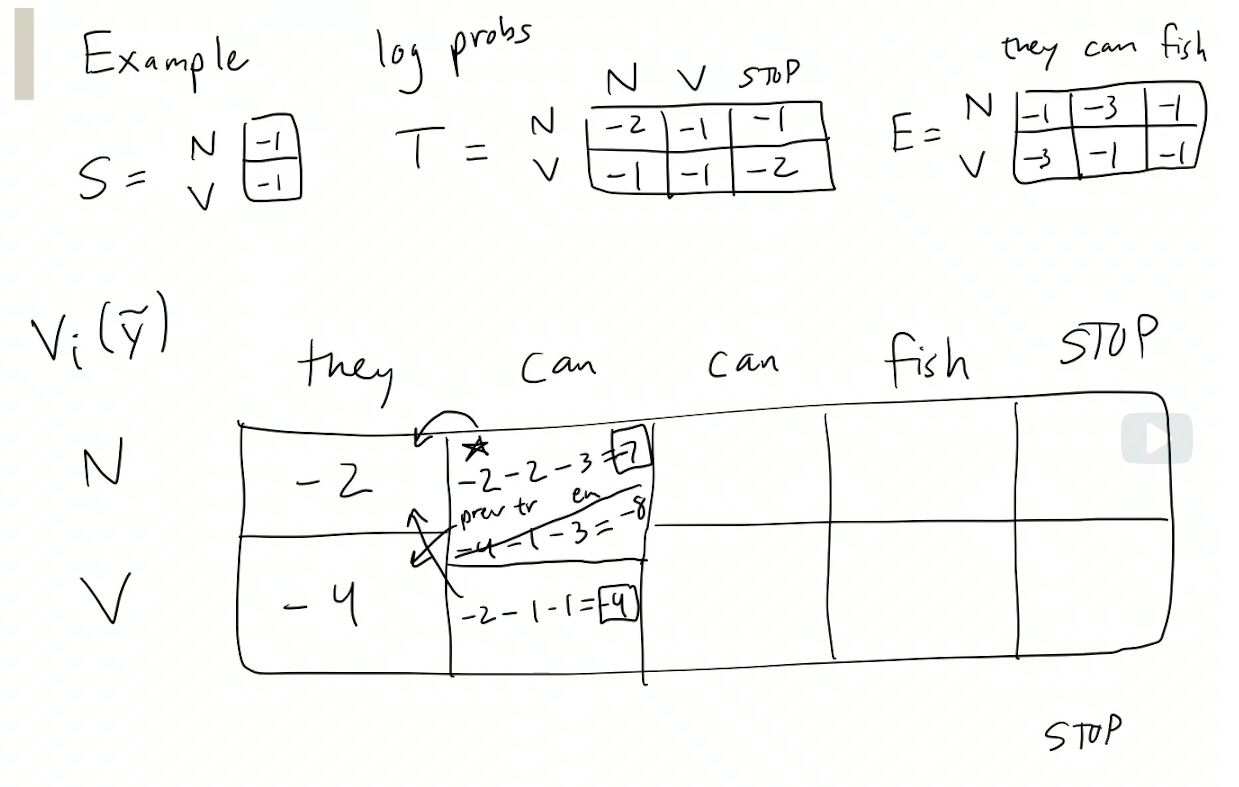 Example log probs
they can fish
N V STOP
S = N -1
V -1
T = N -2 -1 -1
V -1 -1 -2
E = N -1 -3 -1
V -3 -1 -1
Vi(ỹ)
they can can fish STOP
N -2 -2-2-3=-7
prev tr em
-4-1-3=-8
V -4 -2-1-1=-4
STOP